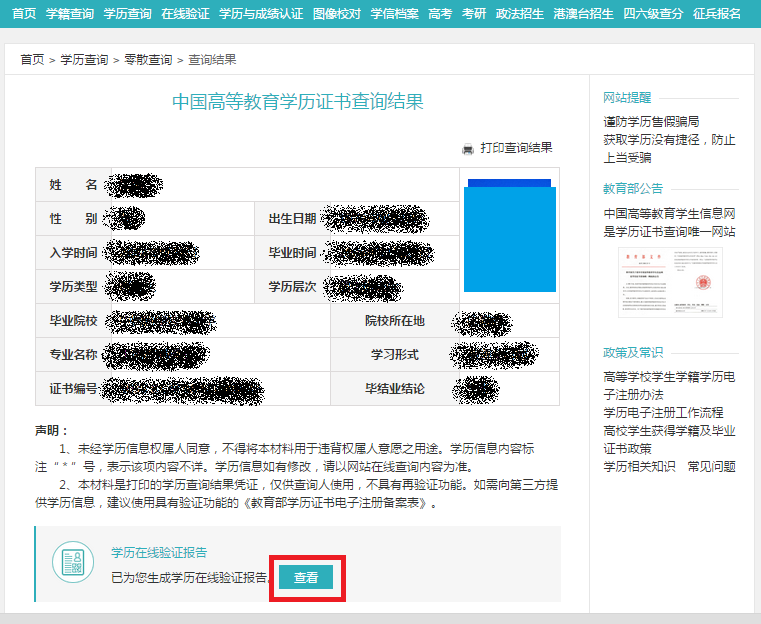 首页 学籍查询 学历查询 在线验证 学历与成绩认证 图像校对 学信档案 高考 考研 政法招生 港澳台招生 四六级查分 征兵报名
首页 > 学历查询 > 零散查询 > 查询结果
中国高等教育学历证书查询结果
打印查询结果
姓 名
性 别 出生日期
入学时间 毕业时间
学历类型 学历层次
毕业院校 院校所在地
专业名称 学习形式
证书编号 毕结业结论
声明：
1、未经学历信息权属人同意，不得将本材料用于违背权属人意愿之用途。学历信息内容标
注“*”号，表示该项内容不详。学历信息如有修改，请以网站在线查询内容为准。
2、本材料是打印的学历查询结果凭证，仅供查询人使用，不具有再验证功能。如需向第三方提
供学历信息，建议使用具有验证功能的《教育部学历证书电子注册备案表》。
学历在线验证报告
已为您生成学历在线验证报告。 查看
网站提醒
谨防学历售假骗局
获取学历没有捷径，防止
上当受骗
教育部公告
中国高等教育学生信息网
是学历证书查询唯一网站
政策及常识
高等学校学生学籍学历电
子注册办法
学历电子注册工作流程
高校学生获得学籍及毕业
证书政策
学历相关知识 常见问题